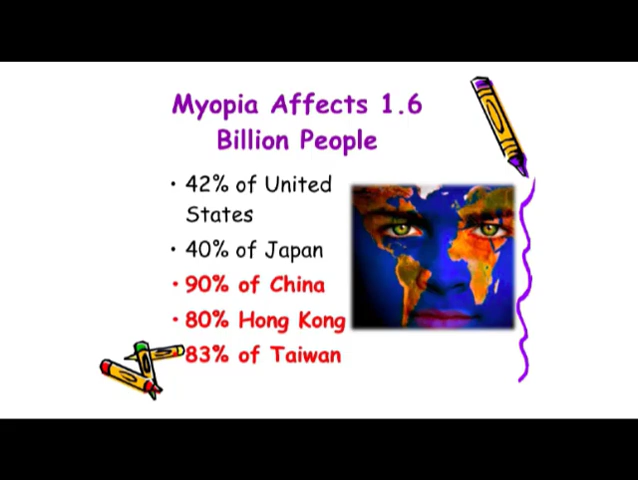 Myopia Affects 1.6
Billion People
• 42% of United
States
• 40% of Japan
• 90% of China
• 80% Hong Kong
• 83% of Taiwan